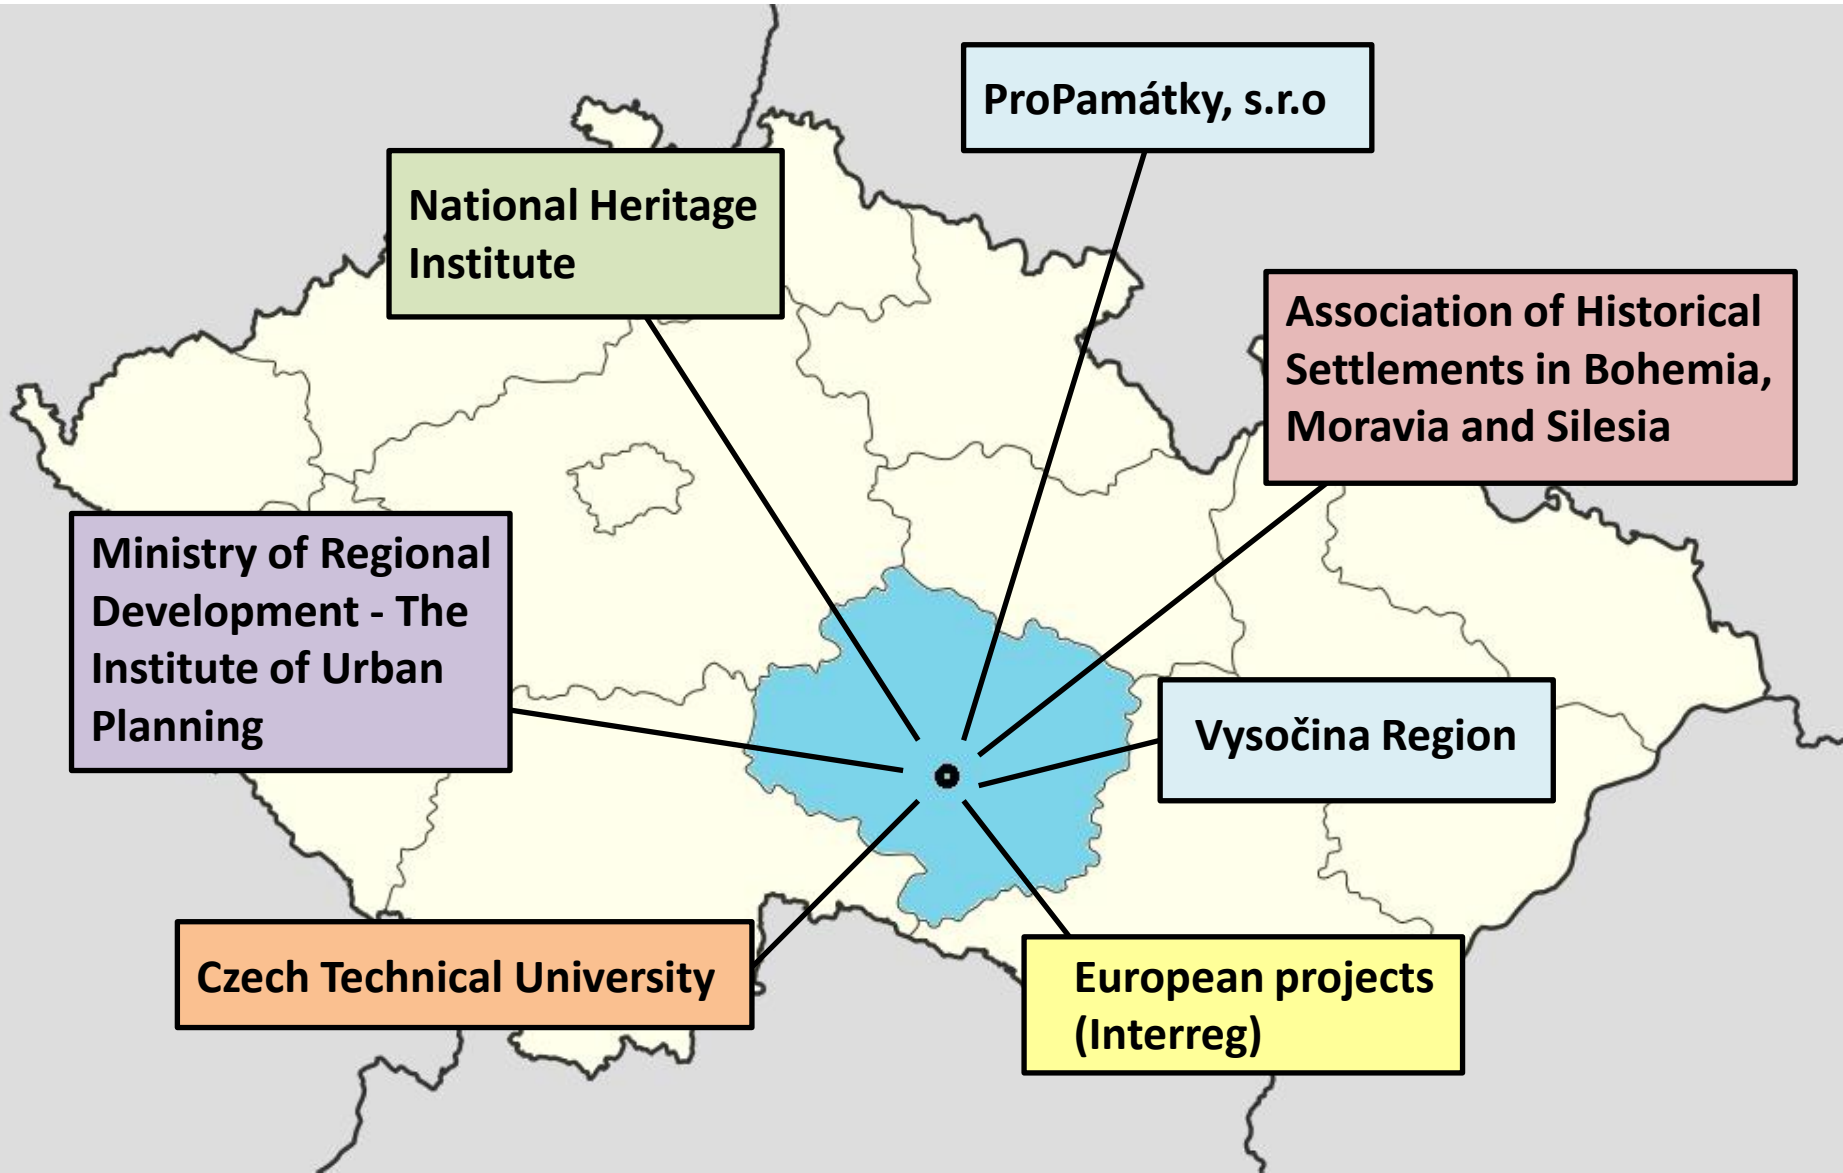 ProPamátky, s.r.o
National Heritage
Institute
Association of Historical
Settlements in Bohemia,
Moravia and Silesia
Ministry of Regional
Development - The
Institute of Urban
Planning
Vysočina Region
Czech Technical University
European projects
(Interreg)